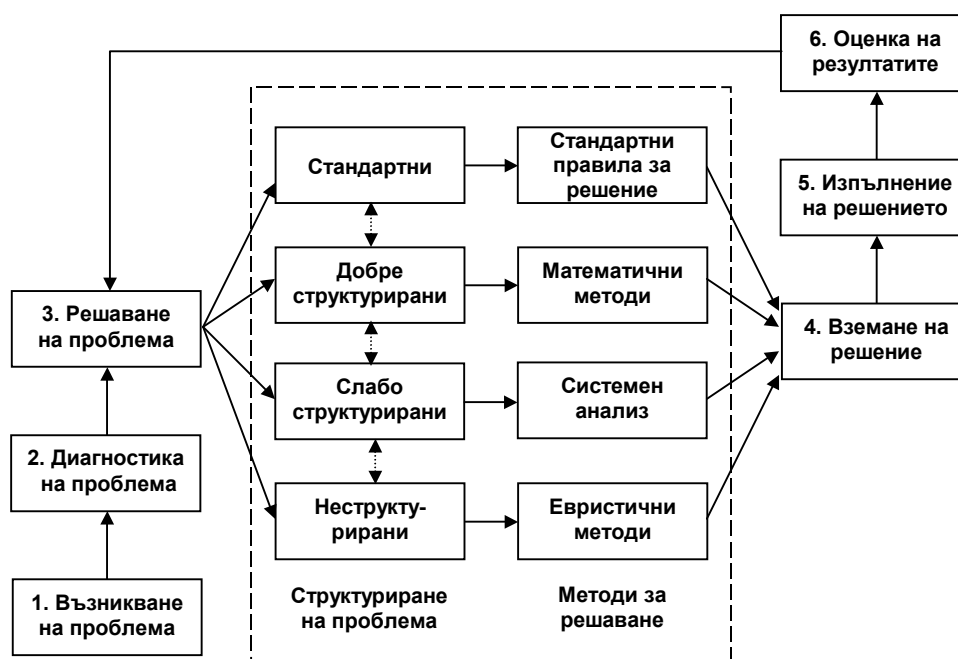 6. Оценка на
резултатите
Стандартни
Стандартни
правила за
решение
5. Изпълнение
на решението
Добре
структурирани
Математични
методи
3. Решаване
на проблема
4. Вземане на
решение
Слабо
структурирани
Системен
анализ
2. Диагностика
на проблема
Неструкту-
рирани
Евристични
методи
1. Възникване
на проблема
Структуриране
на проблема
Методи за
решаване